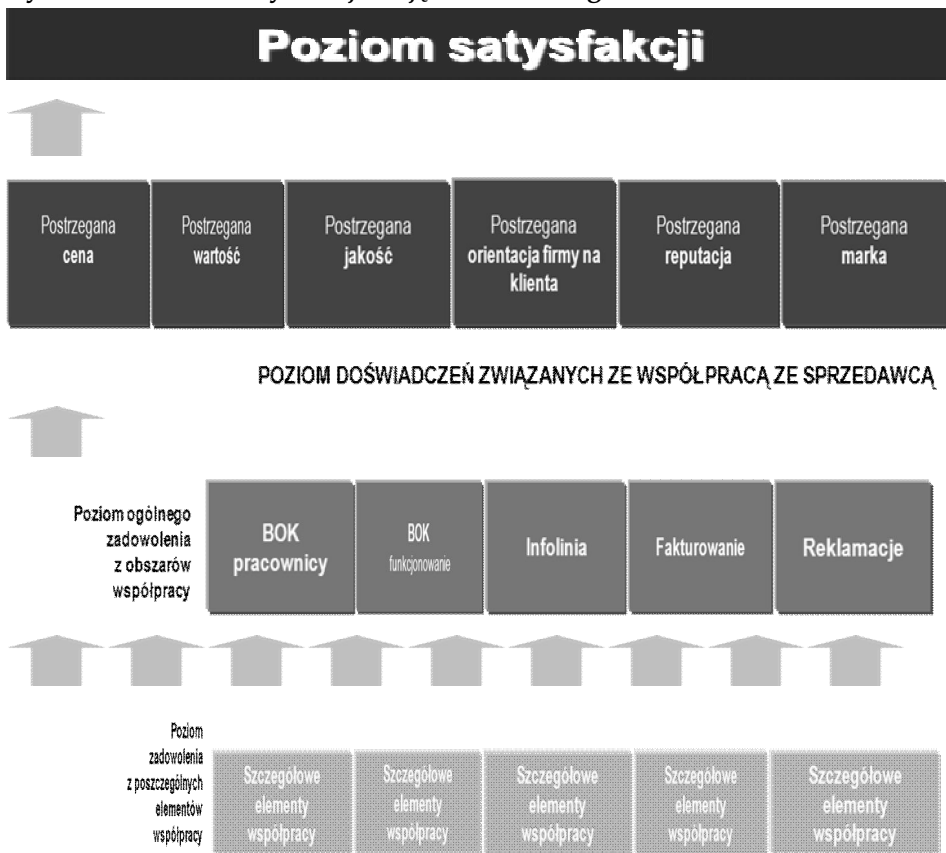 Poziom satysfakcji
Postrzegana
cena
Postrzegana
wartość
Postrzegana
jakość
Postrzegana
orientacja firmy na
klienta
Postrzegana
reputacja
Postrzegana
marka
POZIOM DOŚWIADCZEŃ ZWIĄZANYCH ZE WSPÓŁPRACĄ ZE SPRZEDAWCĄ
Poziom ogólnego
zadowolenia
z obszarów
współpracy
BOK
pracownicy
BOK
funkcjonowanie
Infolinia
Fakturowanie
Reklamacje
Poziom
zadowolenia
z poszczególnych
elementów
współpracy
Szczegółowe
elementy
współpracy
Szczegółowe
elementy
współpracy
Szczegółowe
elementy
współpracy
Szczegółowe
elementy
współpracy
Szczegółowe
elementy
współpracy